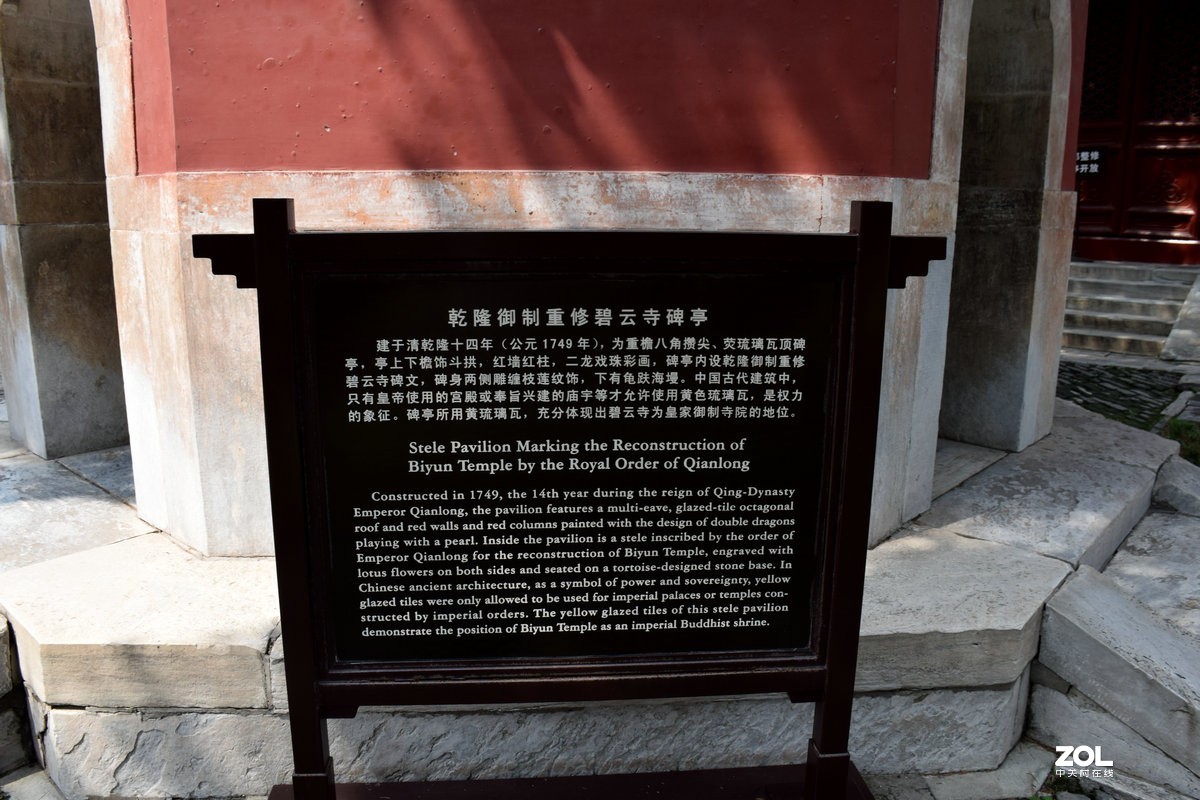 乾隆御制重修碧云寺碑亭
建于清乾隆十四年（公元1749年），为重檐八角攒尖、荧琉璃瓦顶碑
亭，亭上下檐饰斗拱，红墙红柱，二龙戏珠彩画，碑亭内设乾隆御制重修
碧云寺碑文，碑身两侧雕缠枝莲纹饰，下有龟趺海墁。中国古代建筑中，
只有皇帝使用的宫殿或奉旨兴建的庙宇等才允许使用黄色琉璃瓦，是权力
的象征。碑亭所用黄琉璃瓦，充分体现出碧云寺为皇家御制寺院的地位。
Stele Pavilion Marking the Reconstruction of
Biyun Temple by the Royal Order of Qianlong
Constructed in 1749, the 14th year during the reign of Qing-Dynasty
Emperor Qianlong, the pavilion features a multi-eave, glazed-tile octagonal
roof and red walls and red columns painted with the design of double dragons
playing with a pearl. Inside the pavilion is a stele inscribed by the order of
Emperor Qianlong for the reconstruction of Biyun Temple, engraved with
lotus flowers on both sides and seated on a tortoise-designed stone base. In
Chinese ancient architecture, as a symbol of power and sovereignty, yellow
glazed tiles were only allowed to be used for imperial palaces or temples con-
structed by imperial orders. The yellow glazed tiles of this stele pavilion
demonstrate the position of Biyun Temple as an imperial Buddhist shrine.
整修
开放
ZOL
中关村在线